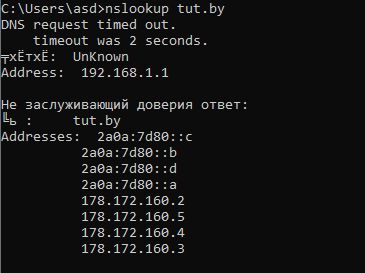 C:\Users\asd>nslookup tut.by
DNS request timed out.
timeout was 2 seconds.
╤хЁтхЁ: UnKnown
Address: 192.168.1.1
Не заслуживающий доверия ответ:
╚ь : tut.by
Addresses: 2a0a:7d80::c
2a0a:7d80::b
2a0a:7d80::d
2a0a:7d80::a
178.172.160.2
178.172.160.5
178.172.160.4
178.172.160.3